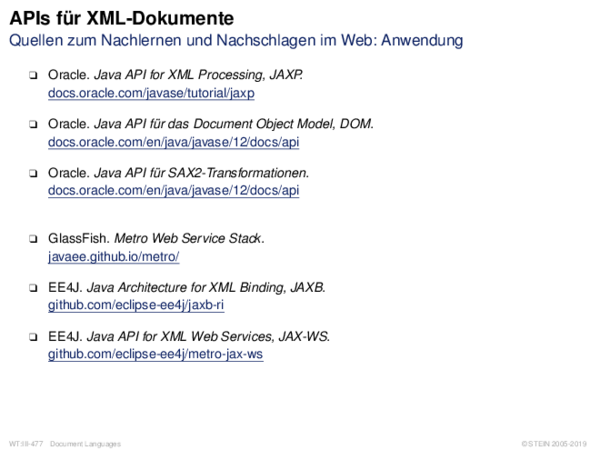 APIs für XML-Dokumente
Quellen zum Nachlernen und Nachschlagen im Web: Anwendung
❑ Oracle. Java API for XML Processing, JAXP.
docs.oracle.com/javase/tutorial/jaxp
❑ Oracle. Java API für das Document Object Model, DOM.
docs.oracle.com/en/java/javase/12/docs/api
❑ Oracle. Java API für SAX2-Transformationen.
docs.oracle.com/en/java/javase/12/docs/api
❑ GlassFish. Metro Web Service Stack.
javaee.github.io/metro/
❑ EE4J. Java Architecture for XML Binding, JAXB.
github.com/eclipse-ee4j/jaxb-ri
❑ EE4J. Java API for XML Web Services, JAX-WS.
github.com/eclipse-ee4j/metro-jax-ws
WT:III-477 Document Languages © STEIN 2005-2019